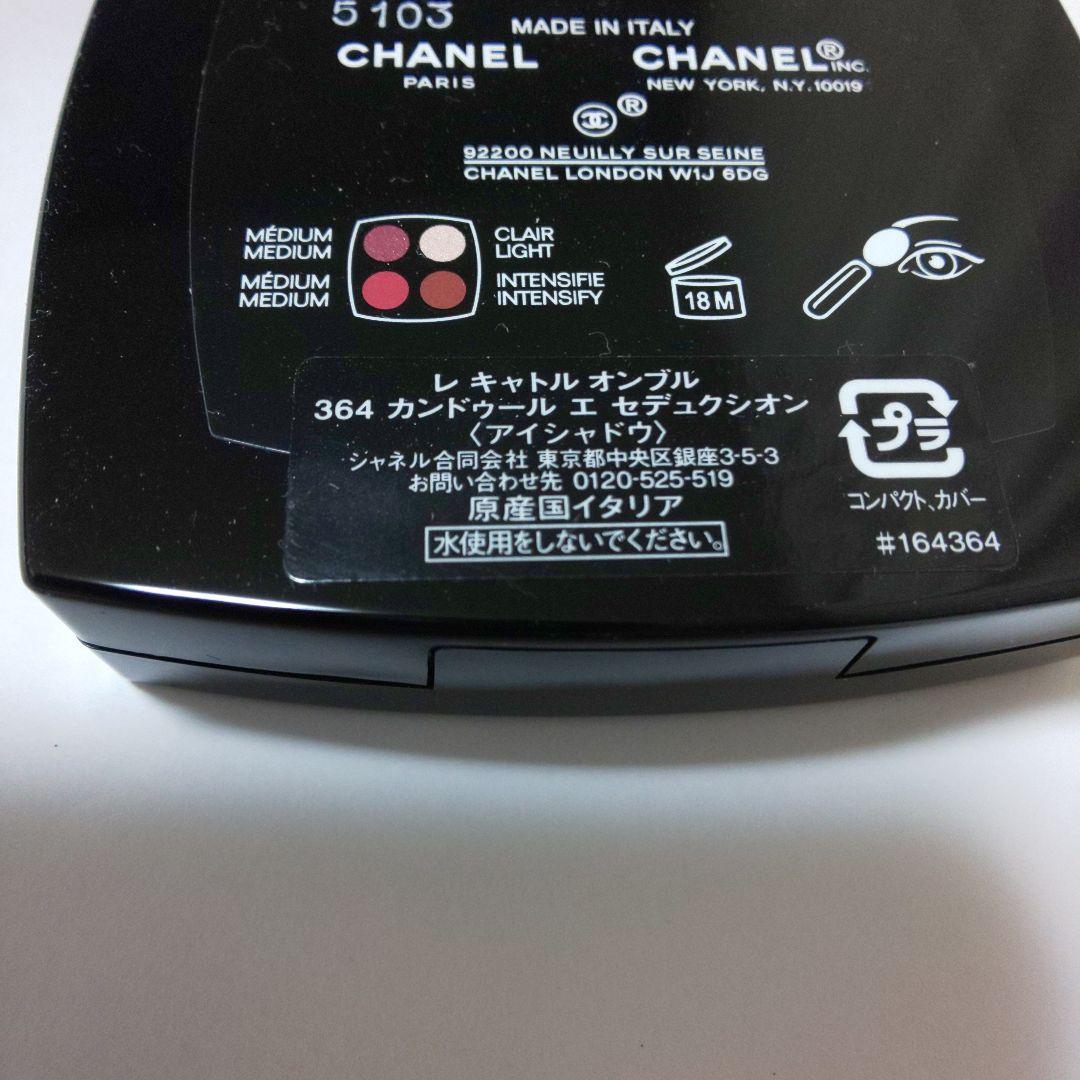 5103 MADE IN ITALY
CHANEL CHANEL® INC.
PARIS NEW YORK, N.Y. 10019
®
92200 NEUILLY SUR SEINE
CHANEL LONDON W1J 6DG
MÉDIUM CLAIR
MEDIUM LIGHT
MÉDIUM INTENSIFIE
MEDIUM INTENSIFY
18 M
レ キャトル オンブル
364 カンドゥール エ セデュクシオン
〈アイシャドウ〉
シャネル合同会社 東京都中央区銀座3-5-3
お問い合わせ先 0120-525-519
原産国イタリア
水使用をしないでください。
プラ
コンパクト、カバー
#164364